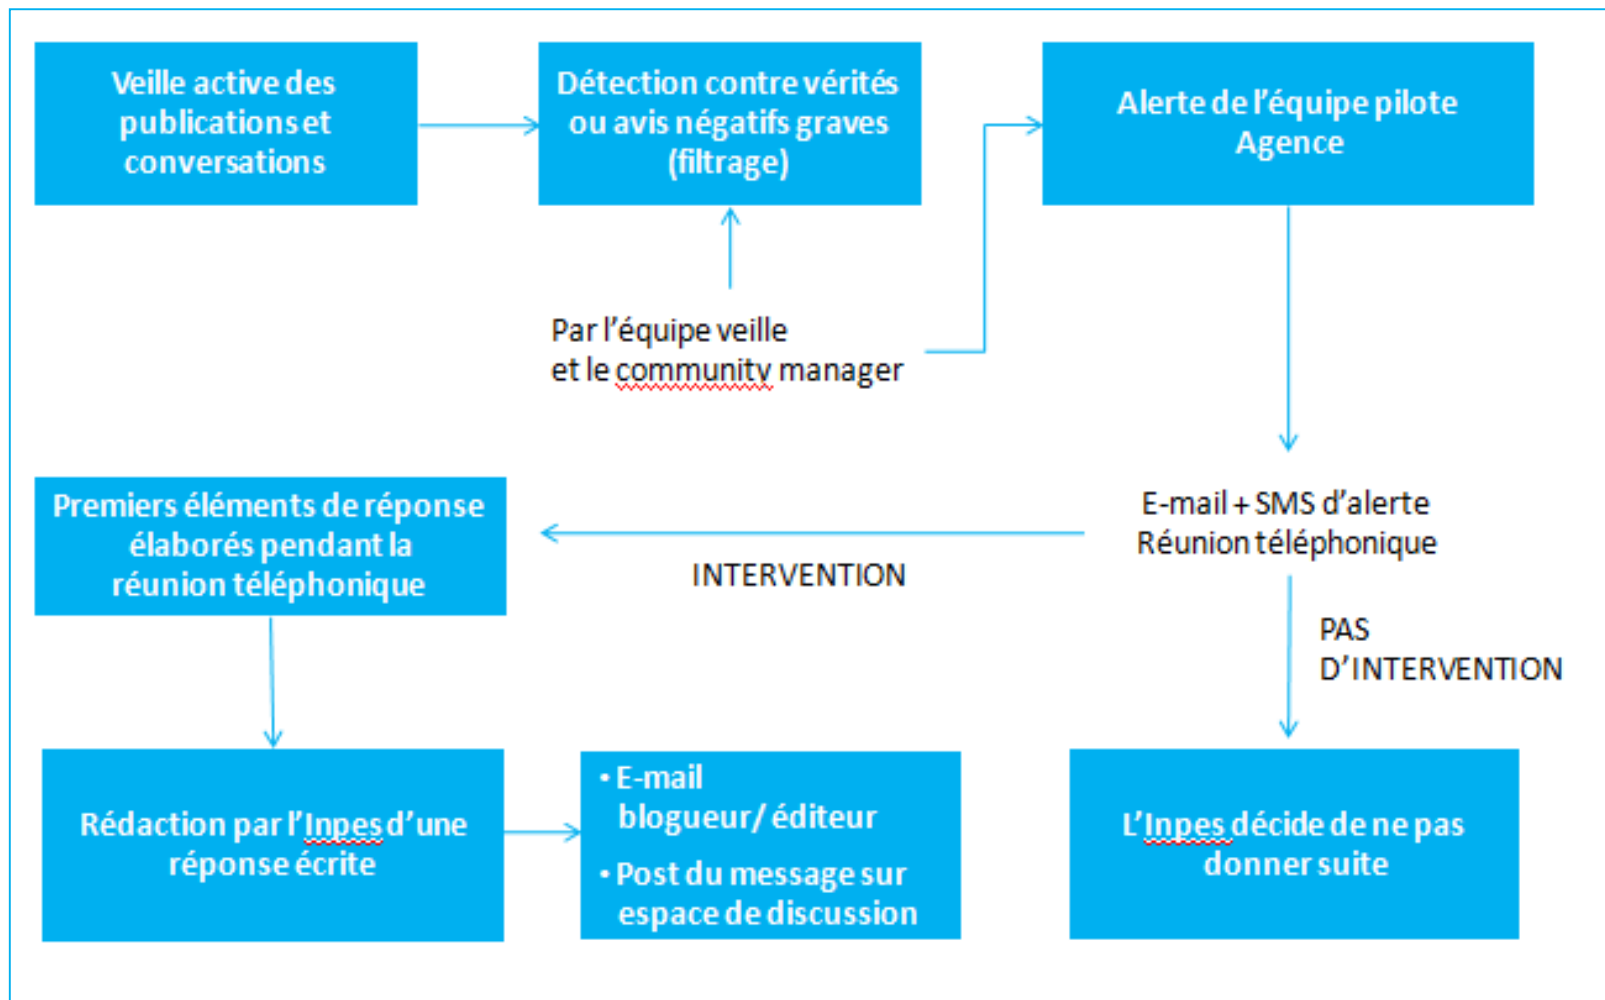 Veille active des
publications et
conversations
Détection contre vérités
ou avis négatifs graves
(filtrage)
Alerte de l'équipe pilote
Agence
Par l'équipe veille
et le community manager
E-mail + SMS d'alerte
Réunion téléphonique
INTERVENTION
PAS
D'INTERVENTION
Premiers éléments de réponse
élaborés pendant la
réunion téléphonique
Rédaction par l'Inpes d'une
réponse écrite
• E-mail
blogueur/ éditeur
• Post du message sur
espace de discussion
L'Inpes décide de ne pas
donner suite